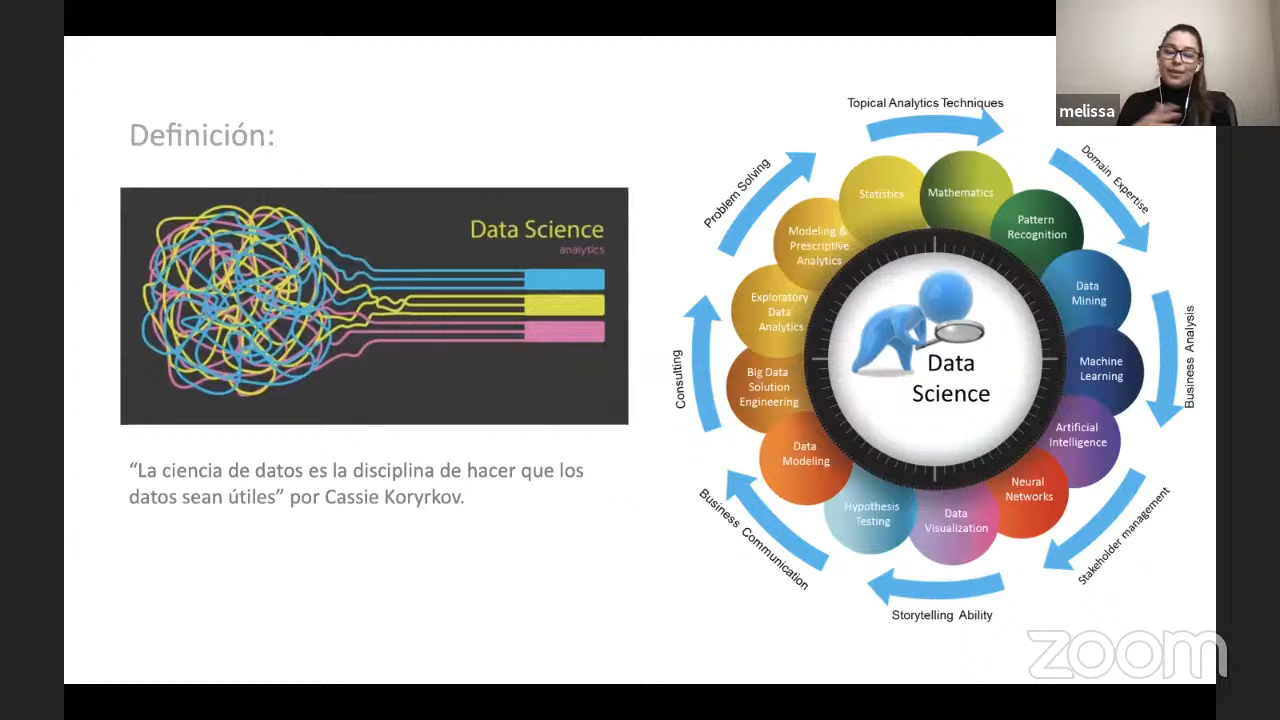 Definición:
Data Science
analytics
“La ciencia de datos es la disciplina de hacer que los
datos sean útiles” por Cassie Koryrkov.
Topical Analytics Techniques
Domain Expertise
Business Analysis
Stakeholder management
Storytelling Ability
Business Communication
Consulting
Problem Solving
Statistics
Mathematics
Pattern
Recognition
Data
Mining
Machine
Learning
Artificial
Intelligence
Neural
Networks
Data
Visualization
Hypothesis
Testing
Data
Modeling
Big Data
Solution
Engineering
Exploratory
Data
Analytics
Modeling &
Prescriptive
Analytics
Data
Science
melissa
zoom